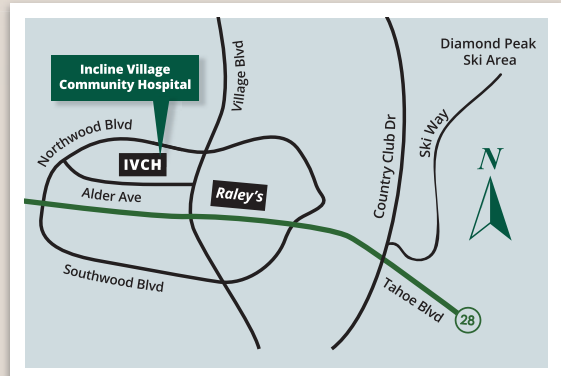 Diamond Peak
Ski Area
Incline Village
Community Hospital
Village Blvd
Northwood Blvd
Ski Way
N
IVCH
Country Club Dr
Alder Ave
Raley's
Southwood Blvd
Tahoe Blvd
28